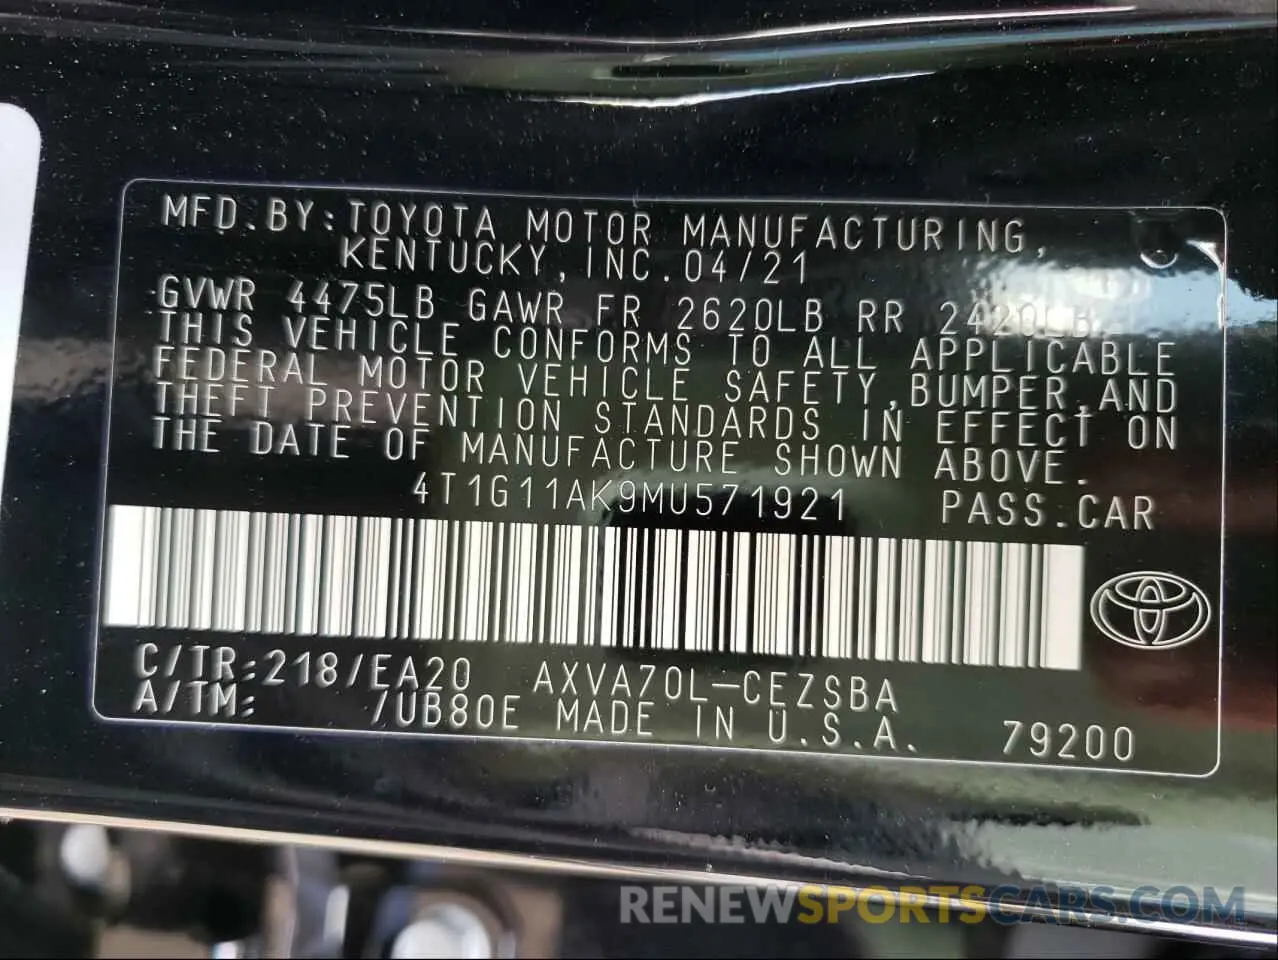 MFD.BY:TOYOTA MOTOR MANUFACTURING,
KENTUCKY,INC.04/21
GVWR 4475LB GAWR FR 2620LB RR 2420LB
THIS VEHICLE CONFORMS TO ALL APPLICABLE
FEDERAL MOTOR VEHICLE SAFETY,BUMPER,AND
THEFT PREVENTION STANDARDS IN EFFECT ON
THE DATE OF MANUFACTURE SHOWN ABOVE.
4T1G11AK9MU571921 PASS.CAR
C/TR:218/EA20 AXVA70L-CEZSBA
A/TM: /UB80E MADE IN U.S.A. 79200
RENEWSPORTSCARS.COM